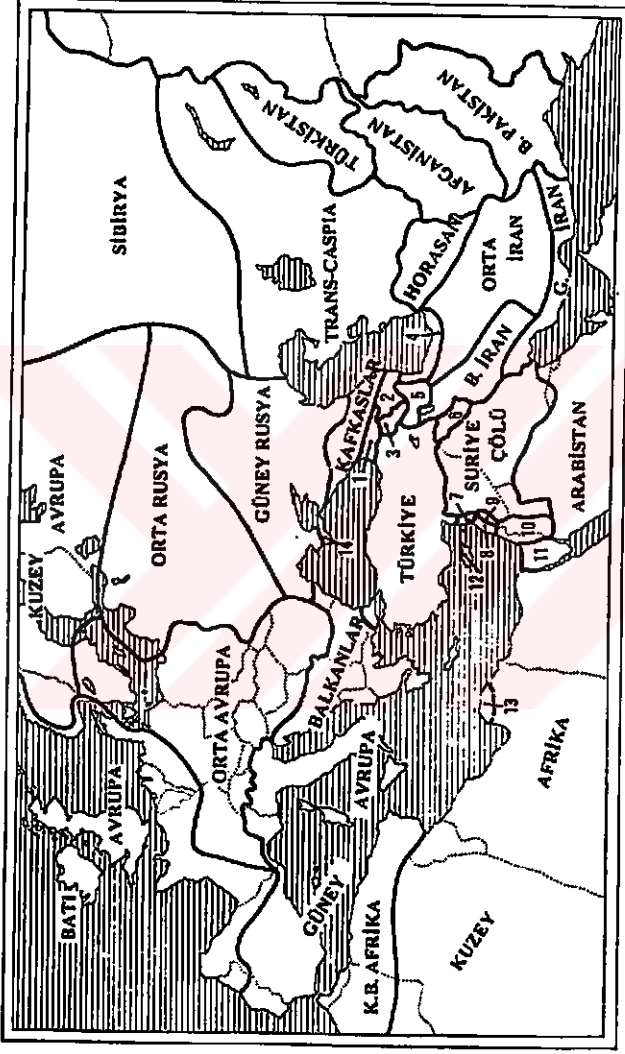 SİBİRYA
KUZEY
AVRUPA
ORTA RUSYA
GÜNEY RUSYA
TRANS-CASPIA
TÜRKİSTAN
AFGANİSTAN
B. PAKİSTAN
HORASAN
ORTA
İRAN
G. İRAN
B. İRAN
KAFKASLAR
BATI
AVRUPA
ORTA AVRUPA
BALKANLAR
GÜNEY
AVRUPA
TÜRKİYE
SURİYE
ÇÖLÜ
ARABİSTAN
K.B. AFRİKA
KUZEY
AFRİKA
1
2
3
4
5
6
7
8
9
10
11
12
13
14